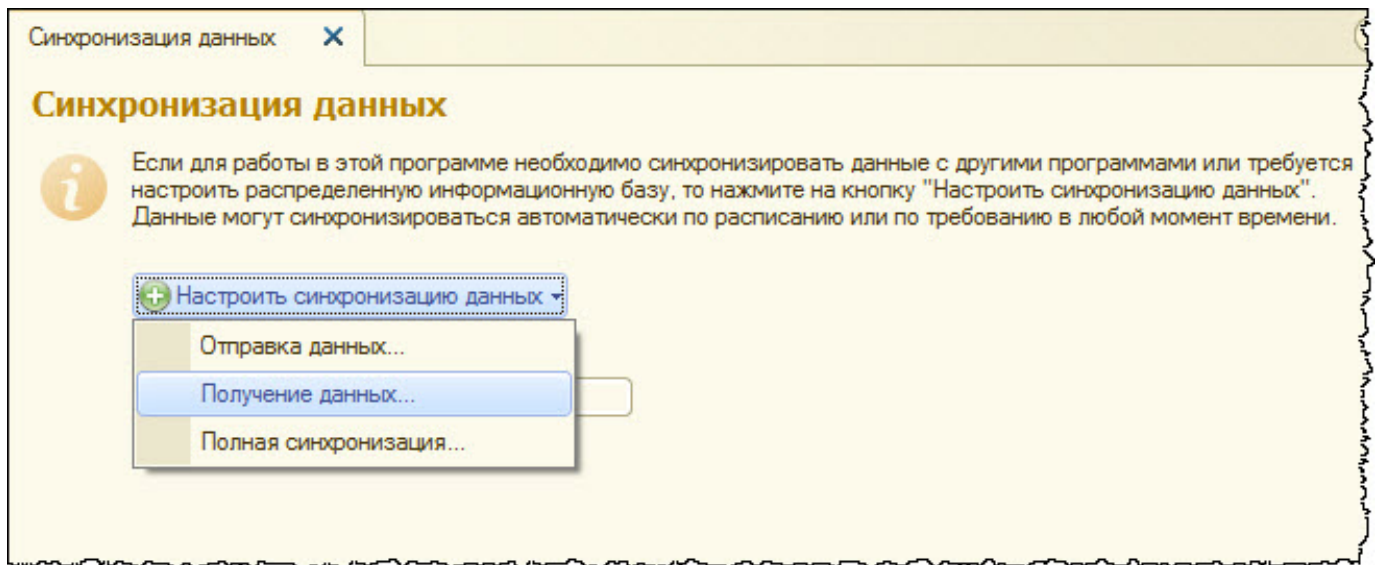 Синхронизация данных
Синхронизация данных
Если для работы в этой программе необходимо синхронизировать данные с другими программами или требуется
настроить распределенную информационную базу, то нажмите на кнопку "Настроить синхронизацию данных".
Данные могут синхронизироваться автоматически по расписанию или по требованию в любой момент времени.
Настроить синхронизацию данных
Отправка данных...
Получение данных...
Полная синхронизация...